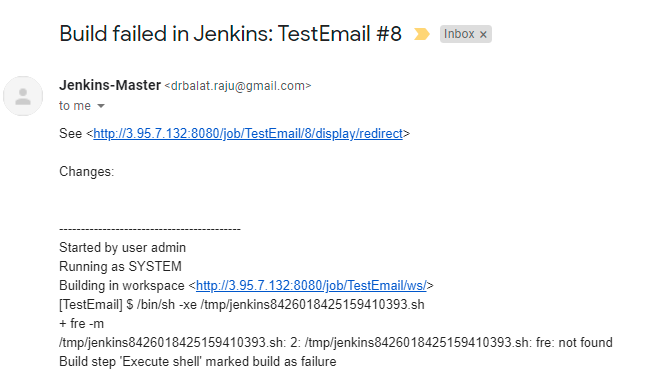 Build failed in Jenkins: TestEmail #8
Inbox x
Jenkins-Master <drbalat.raju@gmail.com>
to me
See <http://3.95.7.132:8080/job/TestEmail/8/display/redirect>
Changes:
------------------------------------------
Started by user admin
Running as SYSTEM
Building in workspace <http://3.95.7.132:8080/job/TestEmail/ws/>
[TestEmail] $ /bin/sh -xe /tmp/jenkins8426018425159410393.sh
+ fre -m
/tmp/jenkins8426018425159410393.sh: 2: /tmp/jenkins8426018425159410393.sh: fre: not found
Build step 'Execute shell' marked build as failure